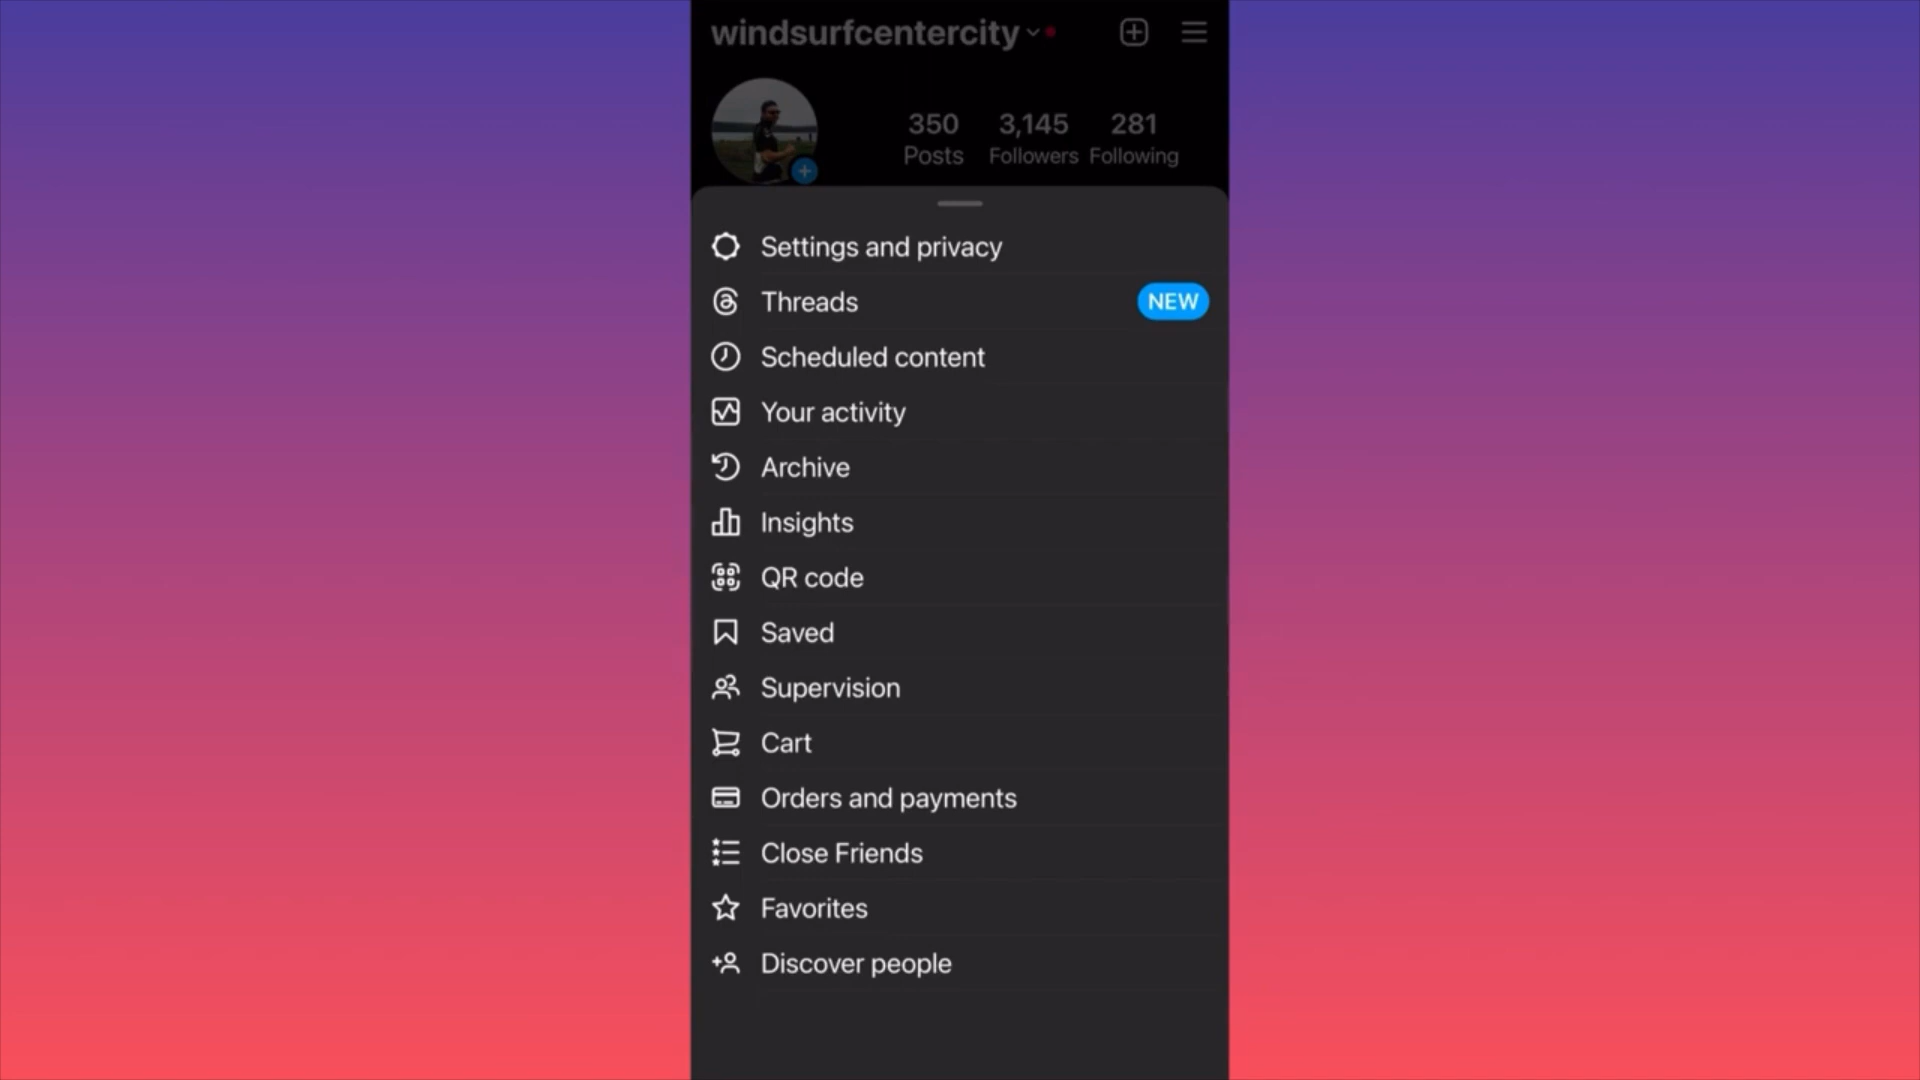 windsurfcentercity
350 3,145 281
Posts Followers Following
Settings and privacy
Threads NEW
Scheduled content
Your activity
Archive
Insights
QR code
Saved
Supervision
Cart
Orders and payments
Close Friends
Favorites
Discover people